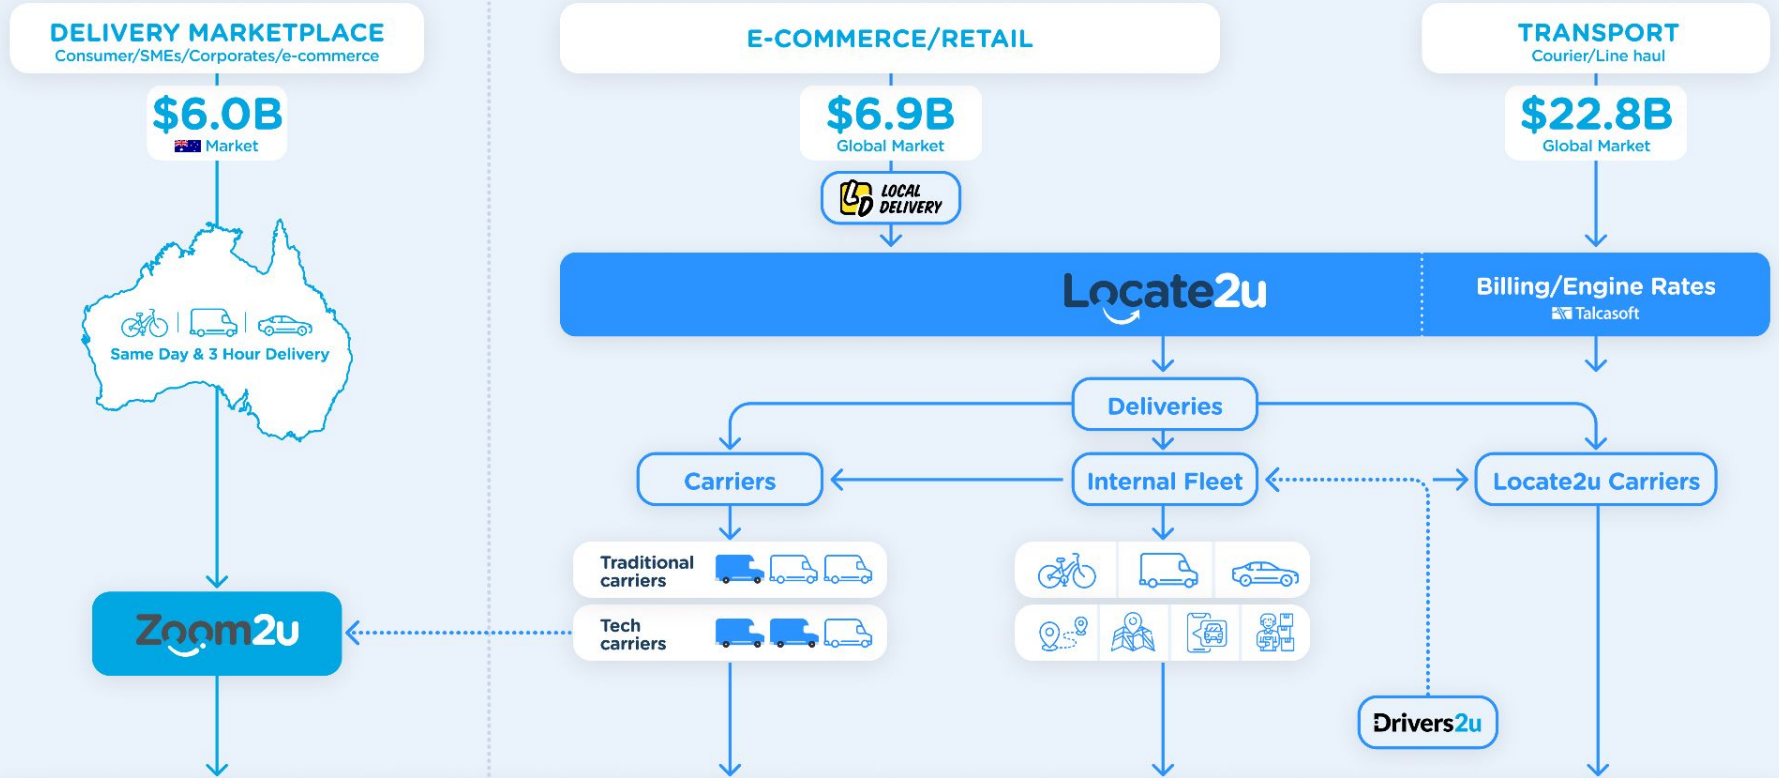 DELIVERY MARKETPLACE
Consumer/SMEs/Corporates/e-commerce
$6.0B
Market
Same Day & 3 Hour Delivery
Zoom2u
E-COMMERCE/RETAIL
$6.9B
Global Market
LD LOCAL
DELIVERY
TRANSPORT
Courier/Line haul
$22.8B
Global Market
Locate2u
Billing/Engine Rates
Talcasoft
Deliveries
Carriers
Internal Fleet
Locate2u Carriers
Traditional
carriers
Tech
carriers
Drivers2u